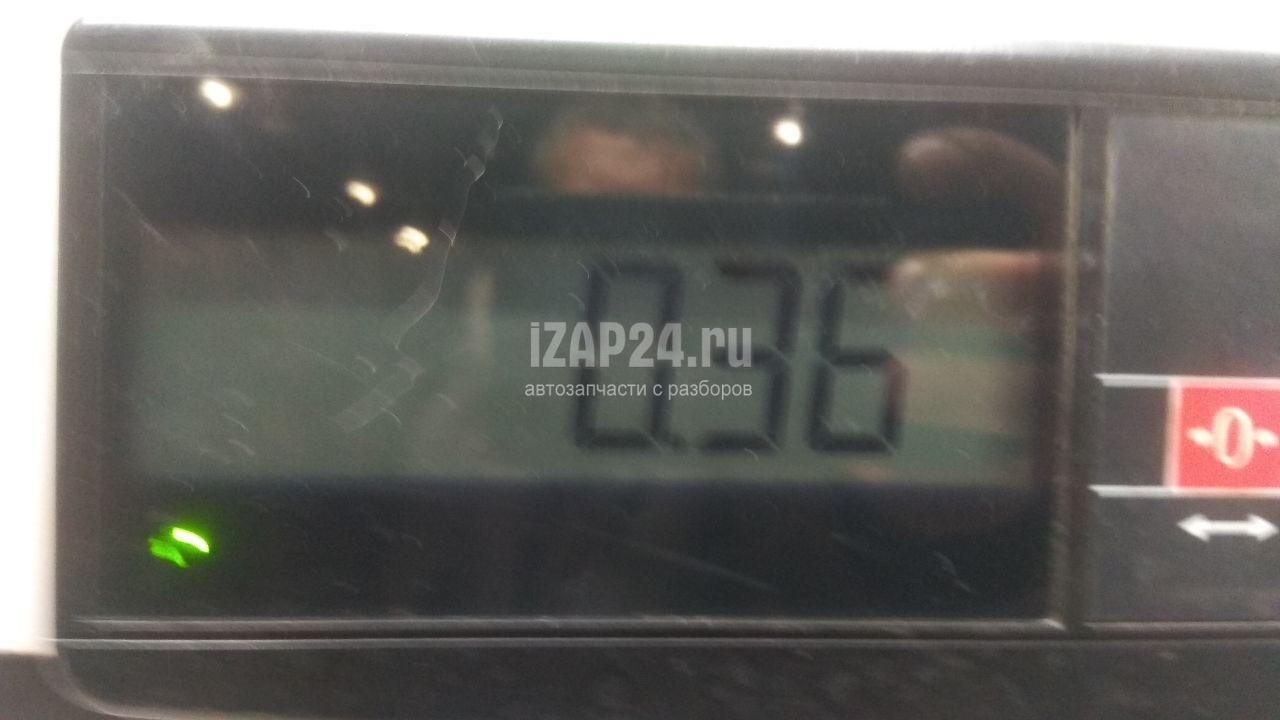 0.36
iZAP24.ru
автозапчасти с разборов
→0←